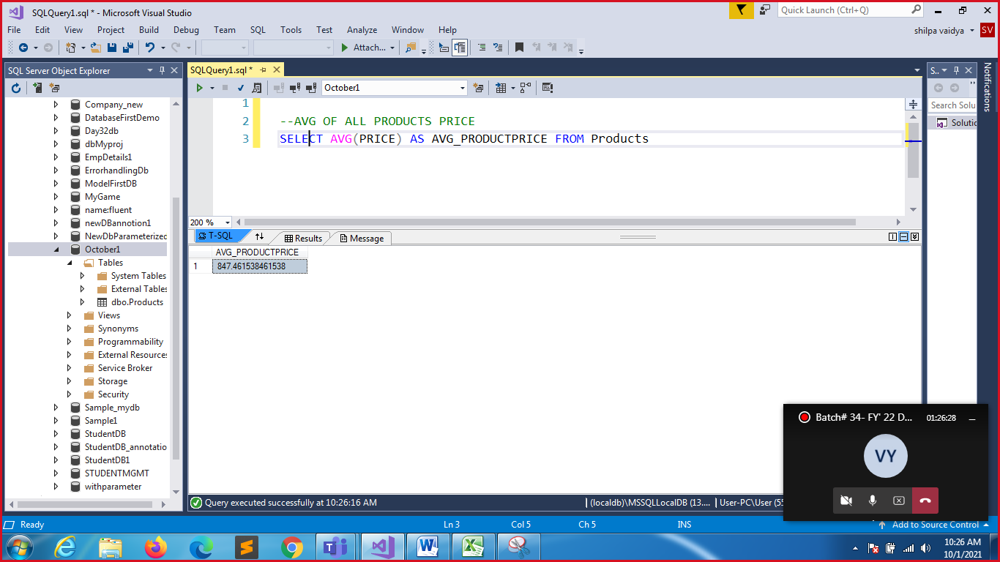 SQLQuery1.sql * - Microsoft Visual Studio
Quick Launch (Ctrl+Q)
File Edit View Project Build Debug Team SQL Tools Test Analyze Window Help
shilpa vaidya SV
Attach...
SQL Server Object Explorer
SQLQuery1.sql *
S..
Notifications
October1
Search Solu
Solutio
Company_new
DatabaseFirstDemo
Day32db
dbMyproj
EmpDetails1
ErrorhandlingDb
ModelFirstDB
MyGame
name:fluent
newDBannotion1
NewDbParameterized
October1
Tables
System Tables
External Tables
dbo.Products
Views
Synonyms
Programmability
External Resources
Service Broker
Storage
Security
Sample_mydb
Sample1
StudentDB
StudentDB_annotatio
StudentDB1
STUDENTMGMT
withparameter
1
2 --AVG OF ALL PRODUCTS PRICE
3 SELECT AVG(PRICE) AS AVG_PRODUCTPRICE FROM Products
200 %
T-SQL Results Message
AVG_PRODUCTPRICE
1 847.461538461538
Batch# 34- FY' 22 D... 01:26:28
VY
Query executed successfully at 10:26:16 AM (localdb)\MSSQLLocalDB (13.... User-PC\User (55
Ready Ln 3 Col 5 Ch 5 INS Add to Source Control
10:26 AM
10/1/2021